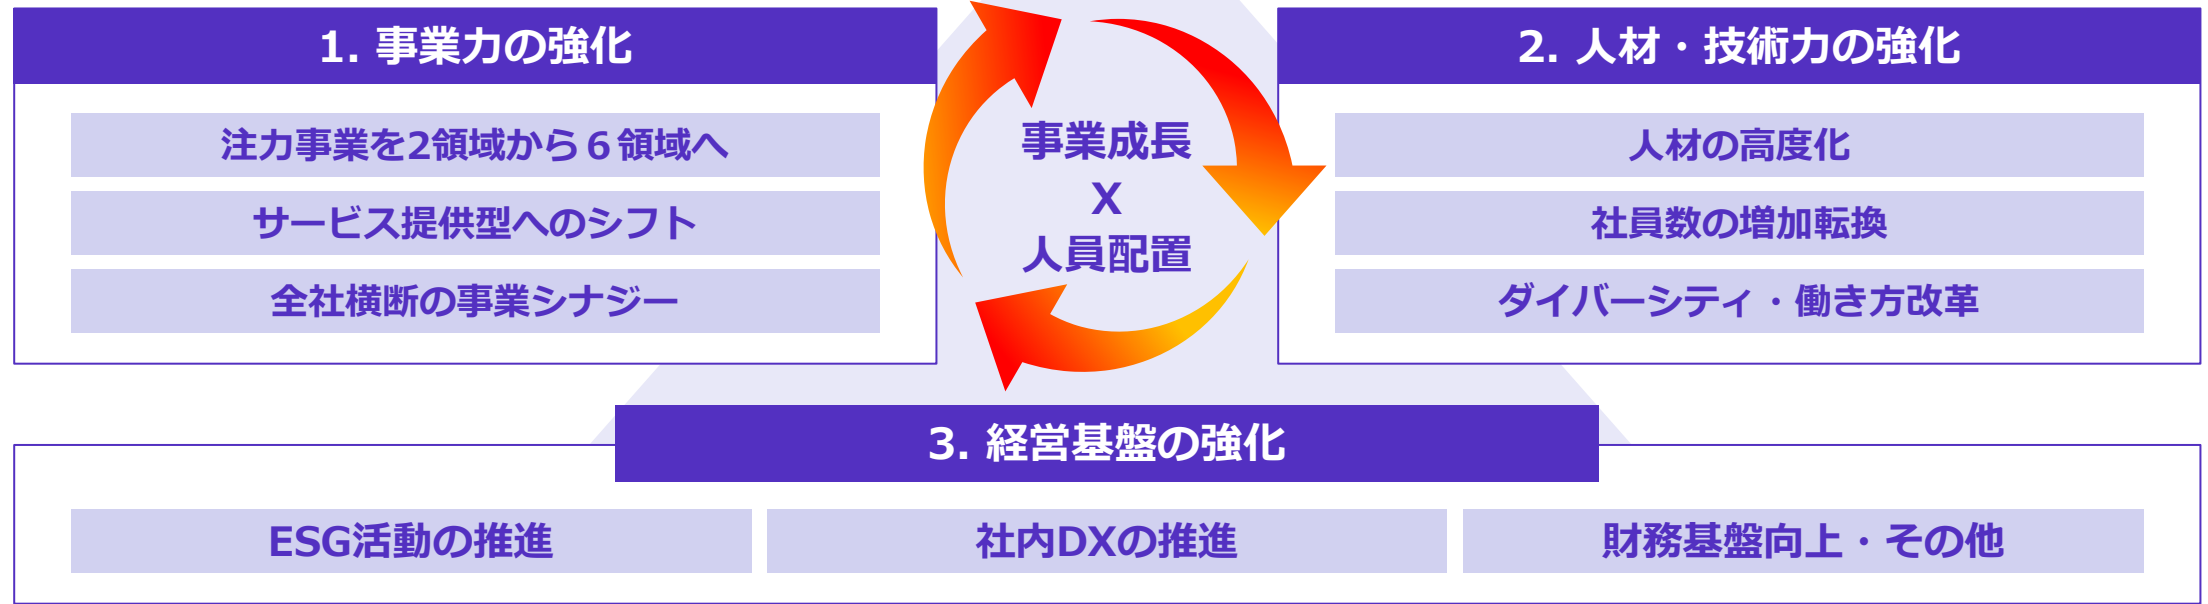 1. 事業力の強化
注力事業を2領域から６領域へ
サービス提供型へのシフト
全社横断の事業シナジー
事業成長
X
人員配置
2. 人材・技術力の強化
人材の高度化
社員数の増加転換
ダイバーシティ・働き方改革
3. 経営基盤の強化
ESG活動の推進
社内DXの推進
財務基盤向上・その他